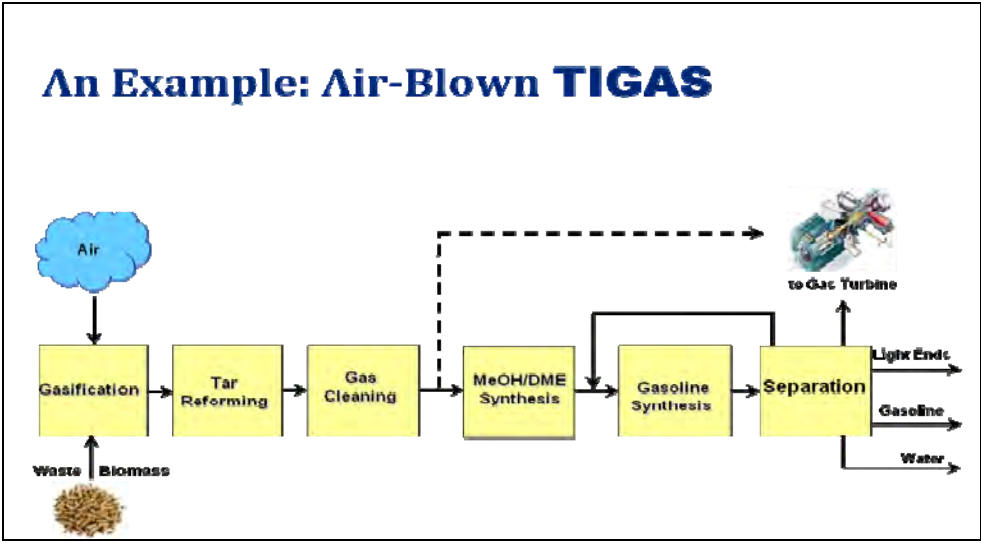 An Example: Air-Blown TIGAS
Air
to Gas Turbine
Gasification
Tar
Reforming
Gas
Cleaning
MeOH/DME
Synthesis
Gasoline
Synthesis
Separation
Light Ends
Gasoline
Water
Waste Biomass